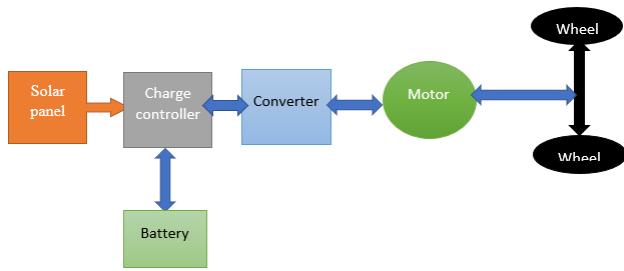 Wheel
Solar
panel
Charge
controller
Converter
Motor
Wheel
Battery